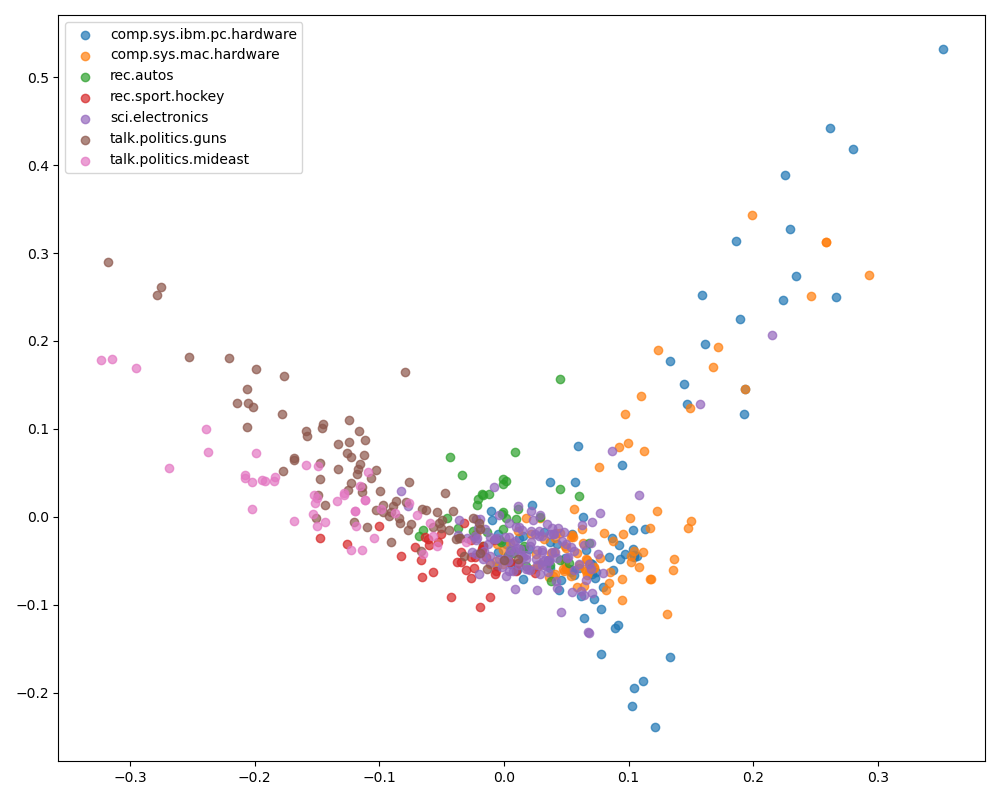 comp.sys.ibm.pc.hardware
comp.sys.mac.hardware
rec.autos
rec.sport.hockey
sci.electronics
talk.politics.guns
talk.politics.mideast
0.5
0.4
0.3
0.2
0.1
0.0
−0.1
−0.2
−0.3 −0.2 −0.1 0.0 0.1 0.2 0.3